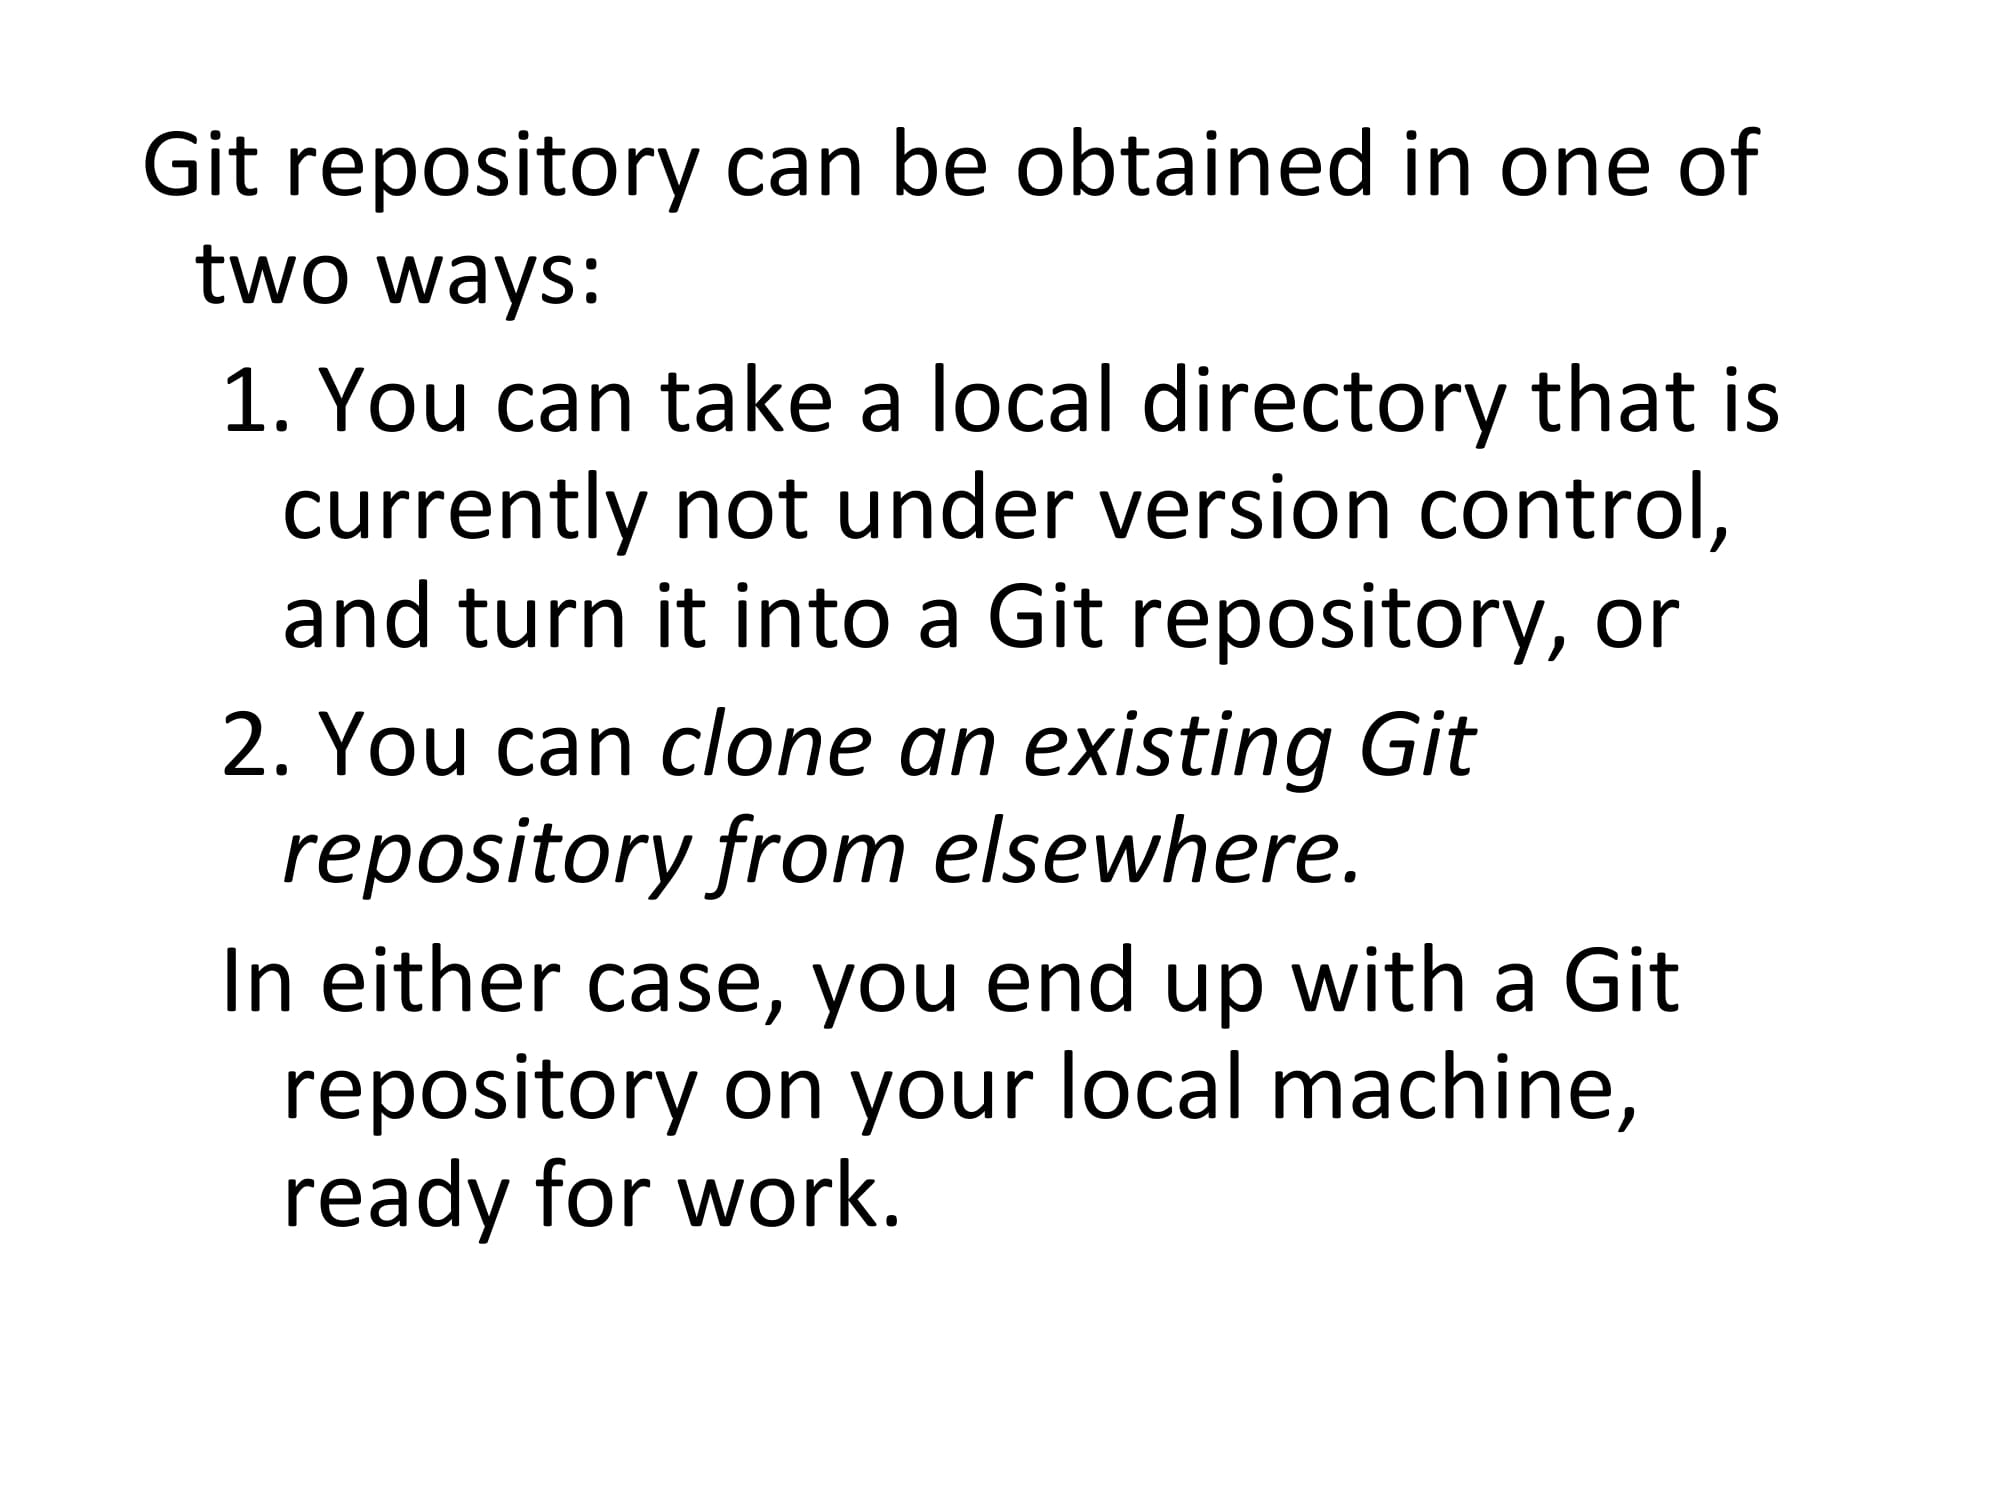 Git repository can be obtained in one of
two ways:
1. You can take a local directory that is
currently not under version control,
and turn it into a Git repository, or
2. You can clone an existing Git
repository from elsewhere.
In either case, you end up with a Git
repository on your local machine,
ready for work.